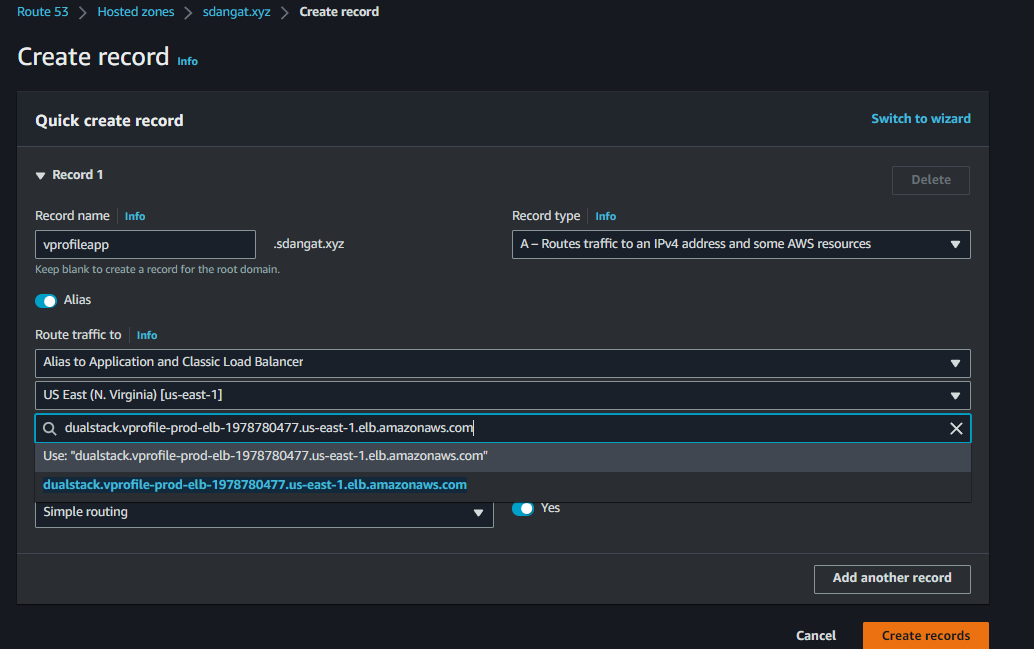 Route 53 > Hosted zones > sdangat.xyz > Create record
Create record Info
Quick create record Switch to wizard
Record 1 Delete
Record name Info Record type Info
vprofileapp .sdangat.xyz A – Routes traffic to an IPv4 address and some AWS resources
Keep blank to create a record for the root domain.
Alias
Route traffic to Info
Alias to Application and Classic Load Balancer
US East (N. Virginia) [us-east-1]
dualstack.vprofile-prod-elb-1978780477.us-east-1.elb.amazonaws.com
Use: "dualstack.vprofile-prod-elb-1978780477.us-east-1.elb.amazonaws.com"
dualstack.vprofile-prod-elb-1978780477.us-east-1.elb.amazonaws.com
Simple routing Yes
Add another record
Cancel Create records